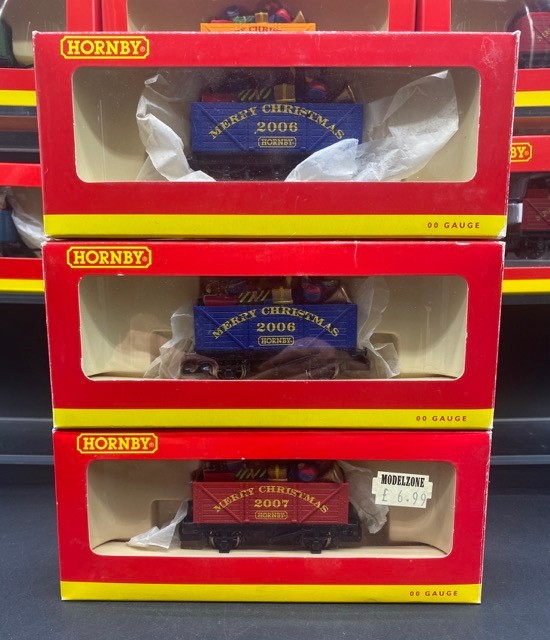 HORNBY
MERRY CHRISTMAS
2006
HORNBY
00 GAUGE
BY
HORNBY
MERRY CHRISTMAS
2006
HORNBY
00 GAUGE
HORNBY
MERRY CHRISTMAS
2007
HORNBY
MODELZONE
£ 6.99
00 GAUGE